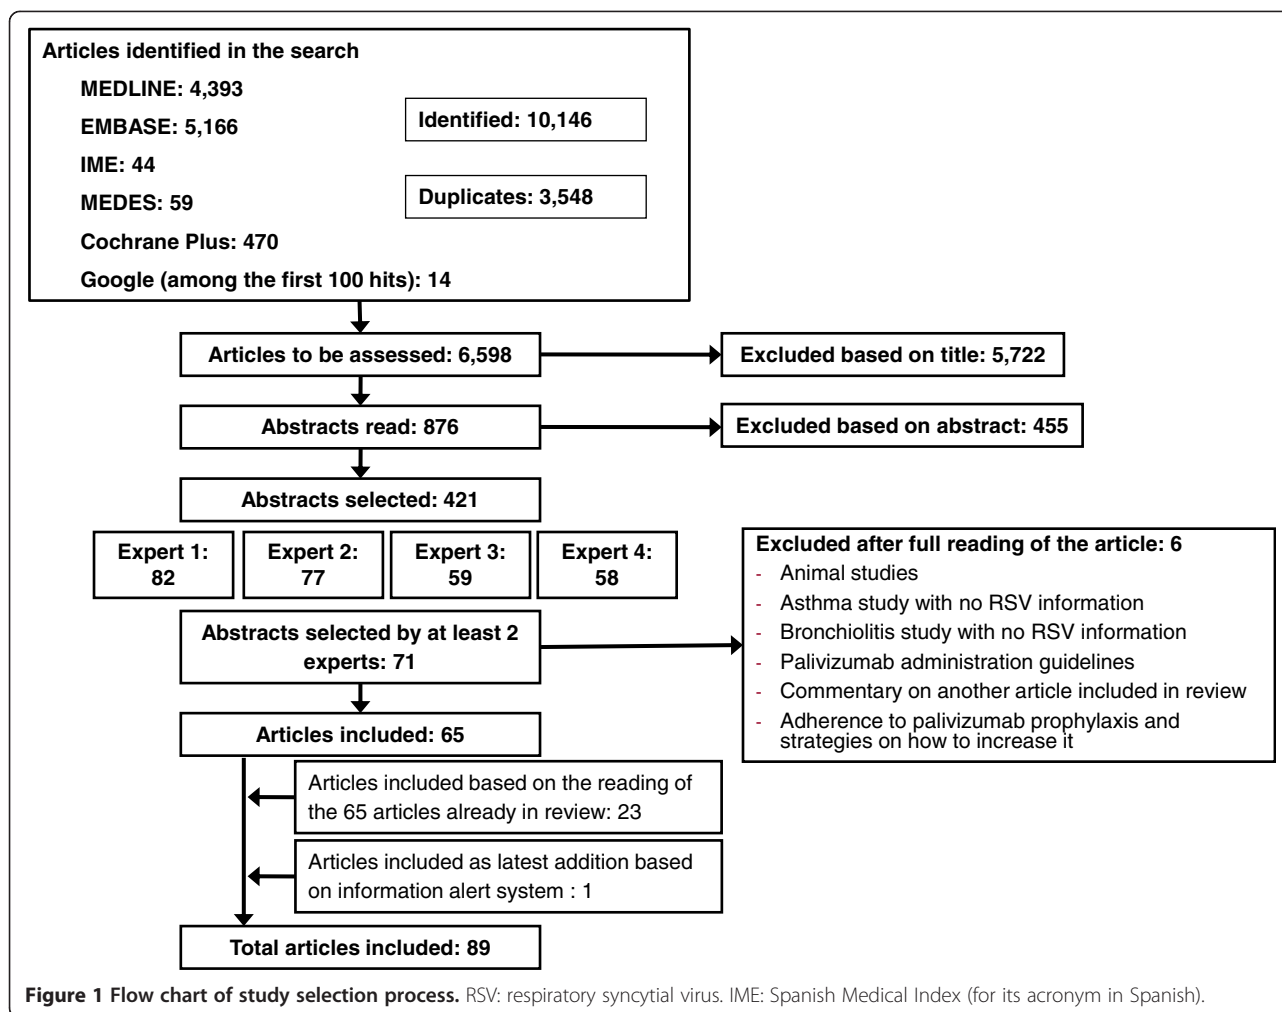 Articles identified in the search
MEDLINE: 4,393
EMBASE: 5,166
IME: 44
MEDES: 59
Cochrane Plus: 470
Google (among the first 100 hits): 14
Identified: 10,146
Duplicates: 3,548
Articles to be assessed: 6,598
Excluded based on title: 5,722
Abstracts read: 876
Excluded based on abstract: 455
Abstracts selected: 421
Expert 1:
82
Expert 2:
77
Expert 3:
59
Expert 4:
58
Abstracts selected by at least 2
experts: 71
Excluded after full reading of the article: 6
- Animal studies
- Asthma study with no RSV information
- Bronchiolitis study with no RSV information
- Palivizumab administration guidelines
- Commentary on another article included in review
- Adherence to palivizumab prophylaxis and
strategies on how to increase it
Articles included: 65
Articles included based on the reading of
the 65 articles already in review: 23
Articles included as latest addition based
on information alert system : 1
Total articles included: 89
Figure 1 Flow chart of study selection process. RSV: respiratory syncytial virus. IME: Spanish Medical Index (for its acronym in Spanish).